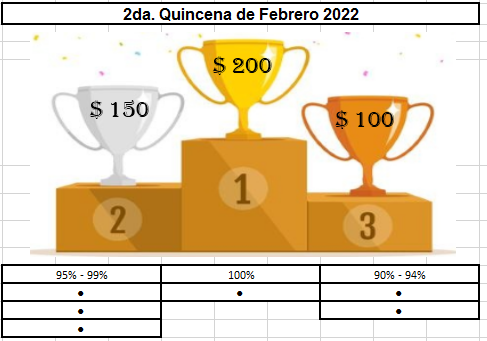 2da. Quincena de Febrero 2022
$ 200
$ 150
$ 100
1
2
3
95% - 99% 100% 90% - 94%
• • •
• •
•